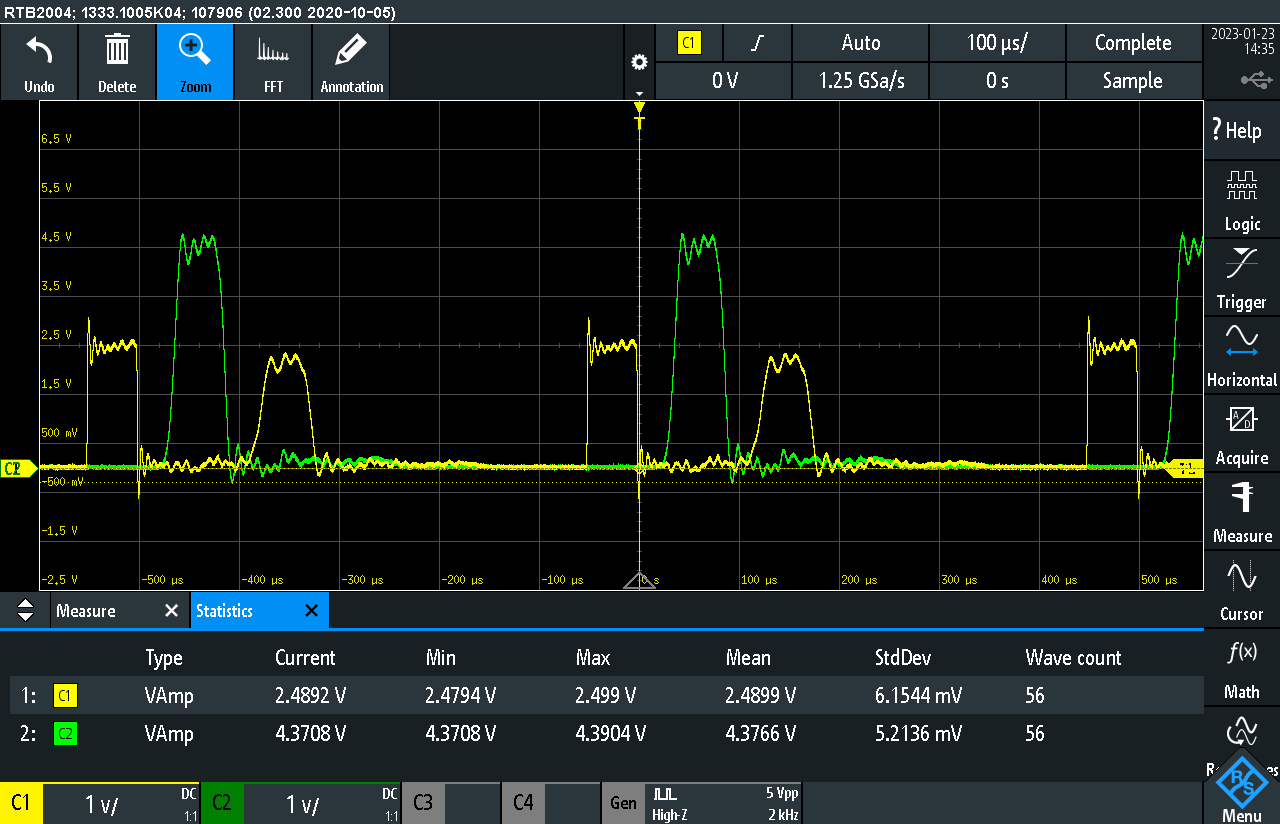 RTB2004; 1333.1005K04; 107906 (02.300 2020-10-05)
Undo Delete Zoom FFT Annotation
C1 Auto 100 µs/ Complete
0 V 1.25 GSa/s 0 s Sample
2023-01-23
14:35
? Help
Logic
Trigger
Horizontal
Acquire
Measure
Cursor
Math
Menu
T
6.5 V
5.5 V
4.5 V
3.5 V
2.5 V
1.5 V
500 mV
-500 mV
-1.5 V
-2.5 V
-500 µs -400 µs -300 µs -200 µs -100 µs 0 s 100 µs 200 µs 300 µs 400 µs 500 µs
Measure Statistics
Type Current Min Max Mean StdDev Wave count
1: C1 VAmp 2.4892 V 2.4794 V 2.499 V 2.4899 V 6.1544 mV 56
2: C2 VAmp 4.3708 V 4.3708 V 4.3904 V 4.3766 V 5.2136 mV 56
C1 1 V/ DC 1:1 C2 1 V/ DC 1:1 C3 C4 Gen High-Z 5 Vpp 2 kHz
R&S